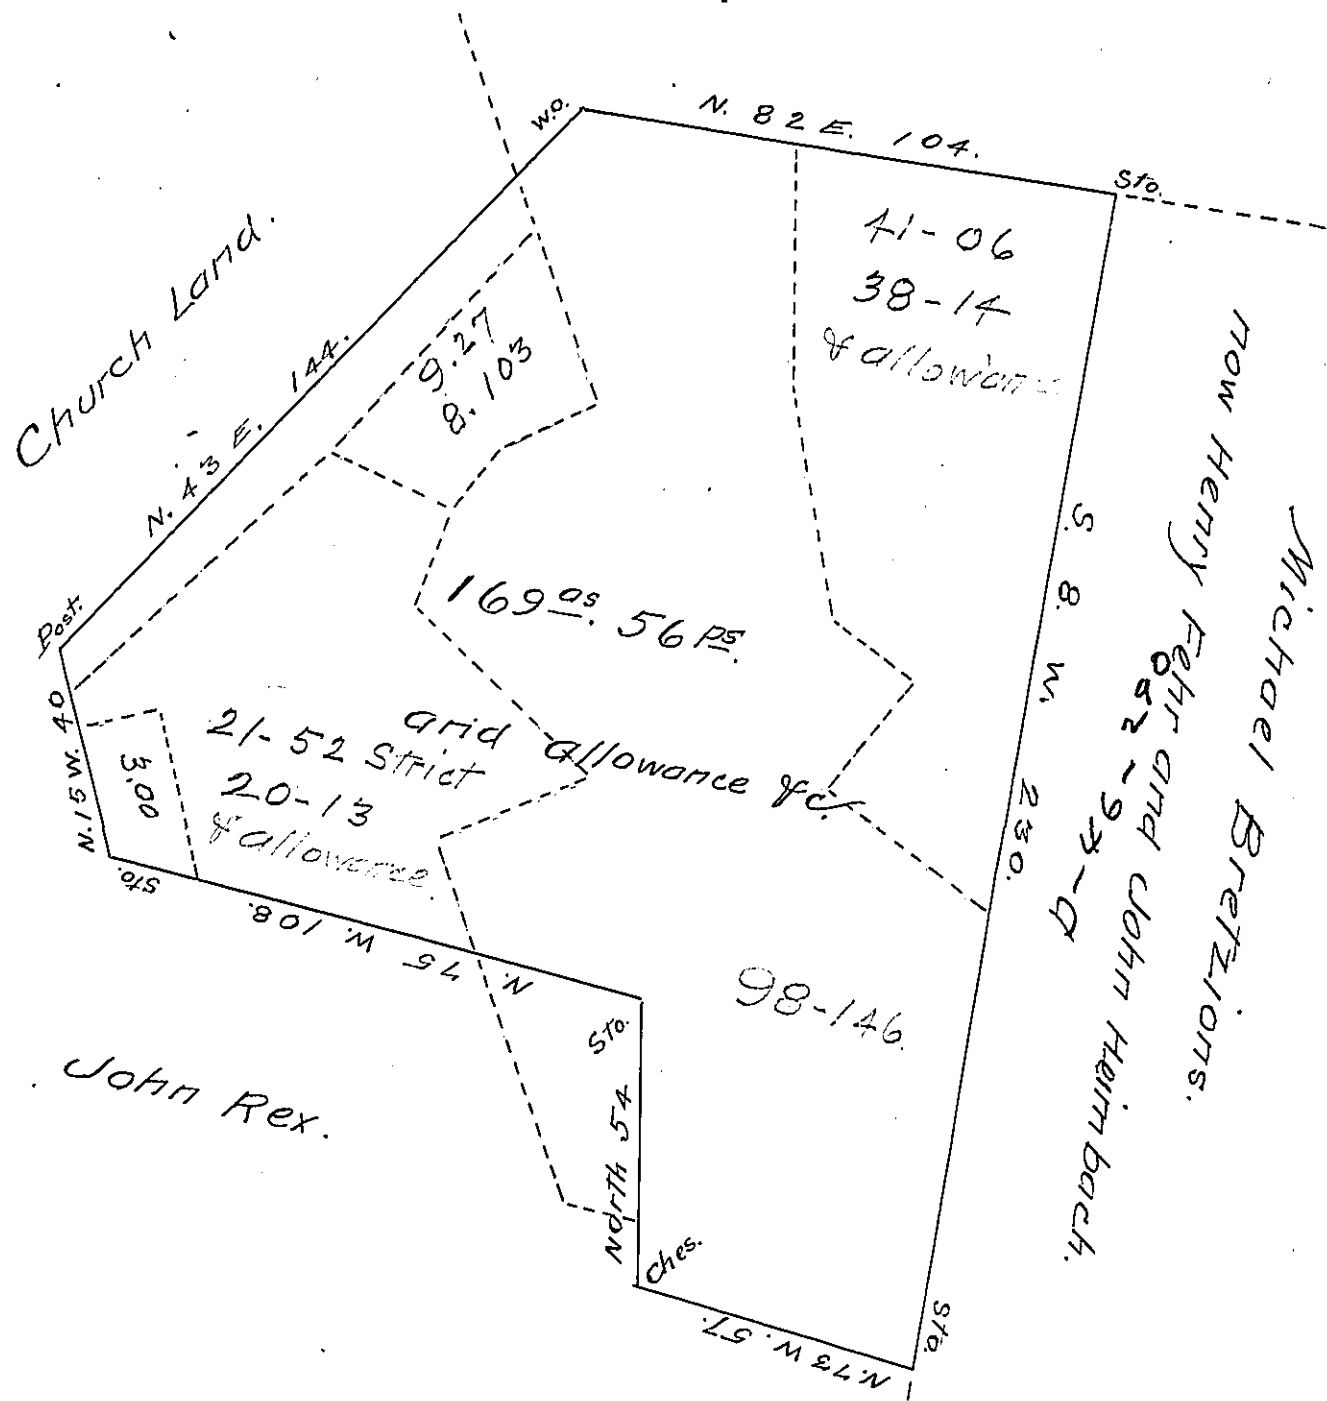 W.O.
N. 82 E. 104.
Sto.
41-06
38-14
& allowance
Church Land.
N. 43 E. 144.
9.27
8.103
S. 8. W. 230.
now Henry Fehr and John Heimbach.
Michael Bretzions.
169 as. 56 Ps.
and allowance &c.
Post.
N. 15 W. 40
3.00
21-52 Strict
20-13
& allowance.
Sto.
N. 75 W. 108.
Sto.
98-146.
John Rex.
North 54
Ches.
N. 73 W. 57.
Sto.